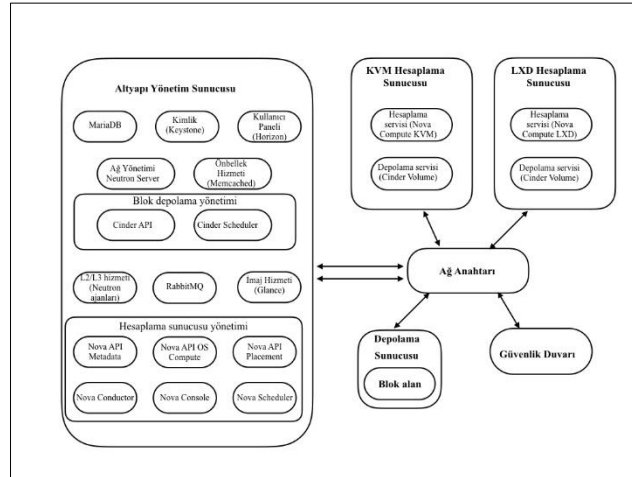 Altyapı Yönetim Sunucusu
MariaDB
Kimlik
(Keystone)
Kullanıcı
Paneli
(Horizon)
Ağ Yönetimi
Neutron Server
Önbellek
Hizmeti
(Memcached)
Blok depolama yönetimi
Cinder API
Cinder Scheduler
L2/L3 hizmeti
(Neutron
ajanları)
RabbitMQ
İmaj Hizmeti
(Glance)
Hesaplama sunucusu yönetimi
Nova API
Metadata
Nova API OS
Compute
Nova API
Placement
Nova Conductor
Nova Console
Nova Scheduler
KVM Hesaplama
Sunucusu
Hesaplama
servisi (Nova
Compute KVM)
Depolama servisi
(Cinder Volume)
LXD Hesaplama
Sunucusu
Hesaplama
servisi (Nova
Compute LXD)
Depolama servisi
(Cinder Volume)
Ağ Anahtarı
Depolama
Sunucusu
Blok alan
Güvenlik Duvarı